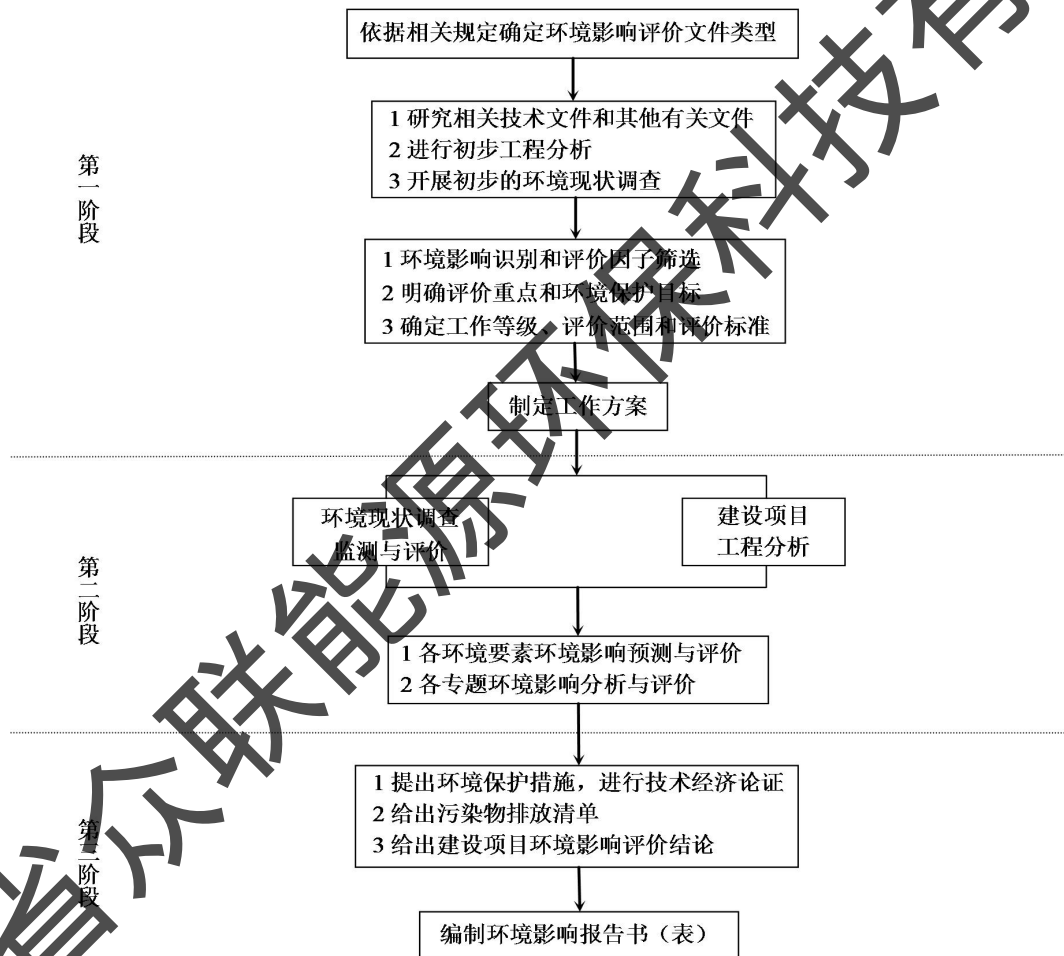 依据相关规定确定环境影响评价文件类型
1 研究相关技术文件和其他有关文件
2 进行初步工程分析
3 开展初步的环境现状调查
第一阶段
1 环境影响识别和评价因子筛选
2 明确评价重点和环境保护目标
3 确定工作等级、评价范围和评价标准
制定工作方案
环境现状调查
监测与评价
建设项目
工程分析
第二阶段
1 各环境要素环境影响预测与评价
2 各专题环境影响分析与评价
1 提出环境保护措施，进行技术经济论证
2 给出污染物排放清单
3 给出建设项目环境影响评价结论
第三阶段
编制环境影响报告书（表）
省众联能源环保科技有